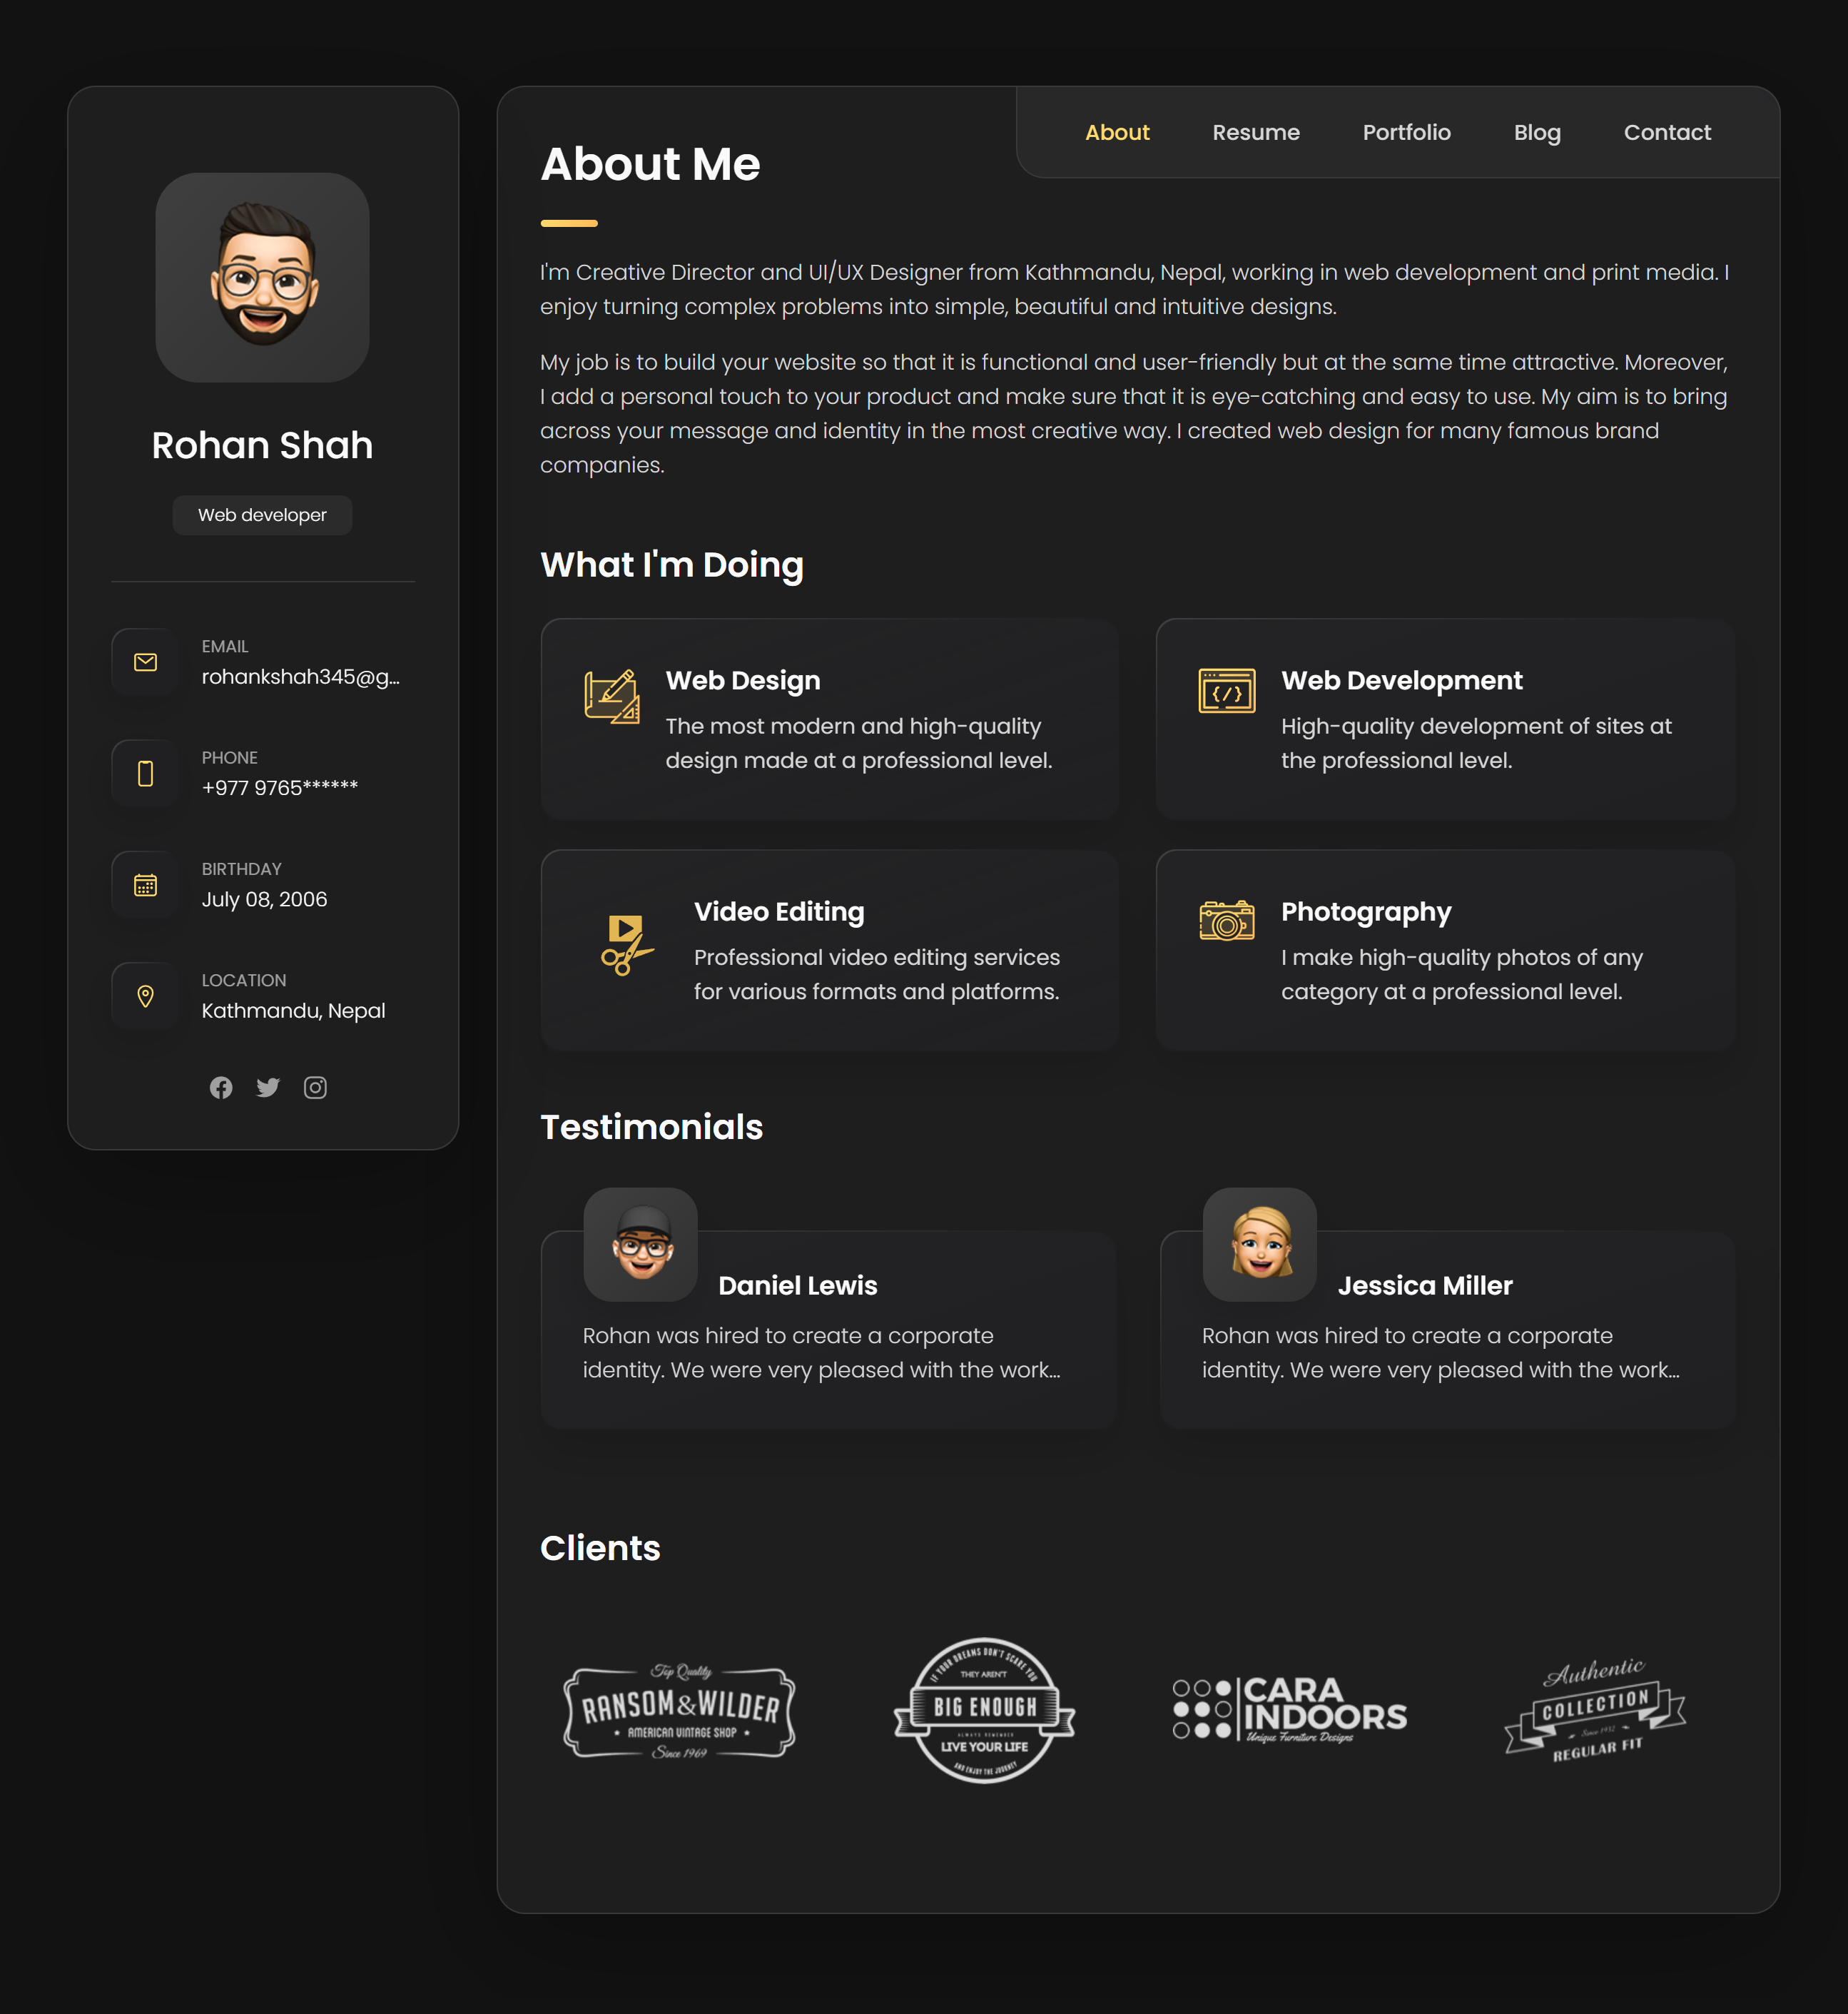 Rohan Shah
Web developer
EMAIL
rohankshah345@g...
PHONE
+977 9765******
BIRTHDAY
July 08, 2006
LOCATION
Kathmandu, Nepal
About Resume Portfolio Blog Contact
About Me
I'm Creative Director and UI/UX Designer from Kathmandu, Nepal, working in web development and print media. I
enjoy turning complex problems into simple, beautiful and intuitive designs.
My job is to build your website so that it is functional and user-friendly but at the same time attractive. Moreover,
I add a personal touch to your product and make sure that it is eye-catching and easy to use. My aim is to bring
across your message and identity in the most creative way. I created web design for many famous brand
companies.
What I'm Doing
Web Design
The most modern and high-quality
design made at a professional level.
Web Development
High-quality development of sites at
the professional level.
Video Editing
Professional video editing services
for various formats and platforms.
Photography
I make high-quality photos of any
category at a professional level.
Testimonials
Daniel Lewis
Rohan was hired to create a corporate
identity. We were very pleased with the work...
Jessica Miller
Rohan was hired to create a corporate
identity. We were very pleased with the work...
Clients
Top Quality
RANSOM & WILDER
AMERICAN VINTAGE SHOP
Since 1969
IF YOUR DREAMS DON'T SCARE YOU
THEY AREN'T
BIG ENOUGH
ALWAYS REMEMBER
LIVE YOUR LIFE
AND ENJOY THE JOURNEY
CARA
INDOORS
Unique Furniture Designs
Authentic
COLLECTION
Since 1932
REGULAR FIT